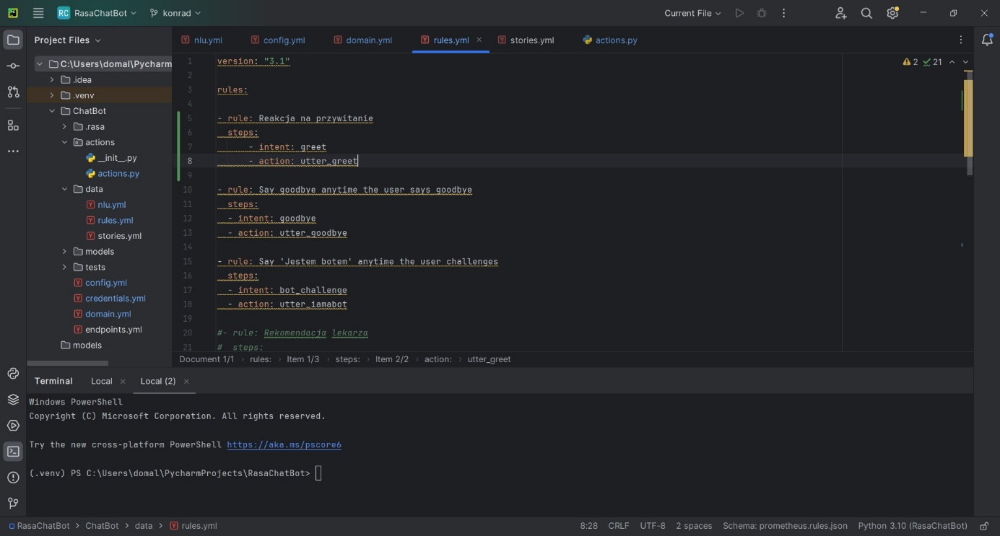 PC
RC RasaChatBot konrad Current File
Project Files
nlu.yml config.yml domain.yml rules.yml stories.yml actions.py
C:\Users\domal\Pycharm
.idea
.venv
ChatBot
.rasa
actions
__init__.py
actions.py
data
nlu.yml
rules.yml
stories.yml
models
tests
config.yml
credentials.yml
domain.yml
endpoints.yml
models
2 21
1 version: "3.1"
2
3 rules:
4
5 - rule: Reakcja na przywitanie
6 steps:
7 - intent: greet
8 - action: utter_greet
9
10 - rule: Say goodbye anytime the user says goodbye
11 steps:
12 - intent: goodbye
13 - action: utter_goodbye
14
15 - rule: Say 'Jestem botem' anytime the user challenges
16 steps:
17 - intent: bot_challenge
18 - action: utter_iamabot
19
20 #- rule: Rekomendacja lekarza
21 # steps:
Document 1/1 › rules: › Item 1/3 › steps: › Item 2/2 › action: › utter_greet
Terminal Local Local (2)
Windows PowerShell
Copyright (C) Microsoft Corporation. All rights reserved.
Try the new cross-platform PowerShell https://aka.ms/pscore6
(.venv) PS C:\Users\domal\PycharmProjects\RasaChatBot>
RasaChatBot > ChatBot > data > rules.yml 8:28 CRLF UTF-8 2 spaces Schema: prometheus.rules.json Python 3.10 (RasaChatBot)